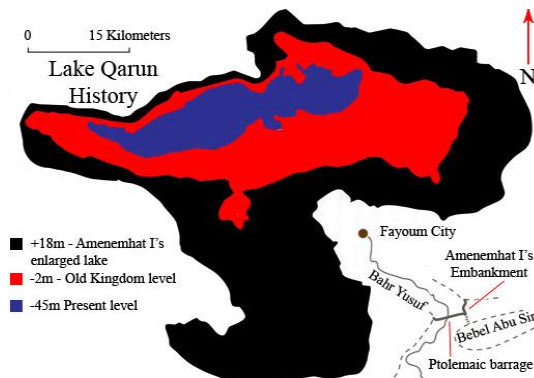 0 15 Kilometers
Lake Qarun
History
N
+18m - Amenemhat I's
enlarged lake
-2m - Old Kingdom level
-45m Present level
Fayoum City
Bahr Yusuf
Amenemhat I's
Embankment
Bebel Abu Sir
Ptolemaic barrage